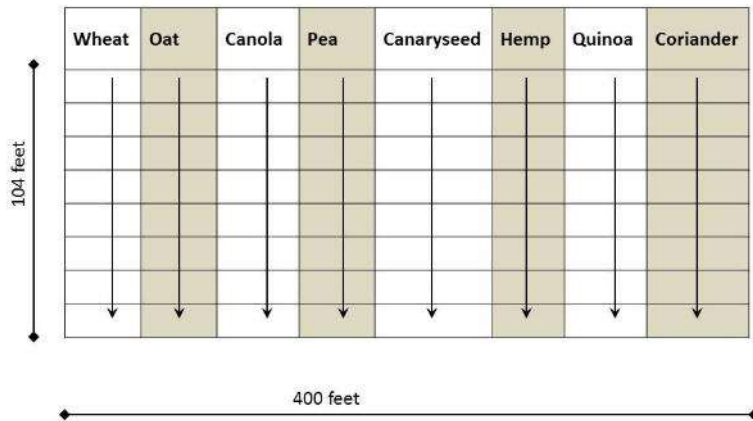 Wheat Oat Canola Pea Canaryseed Hemp Quinoa Coriander
104 feet
400 feet